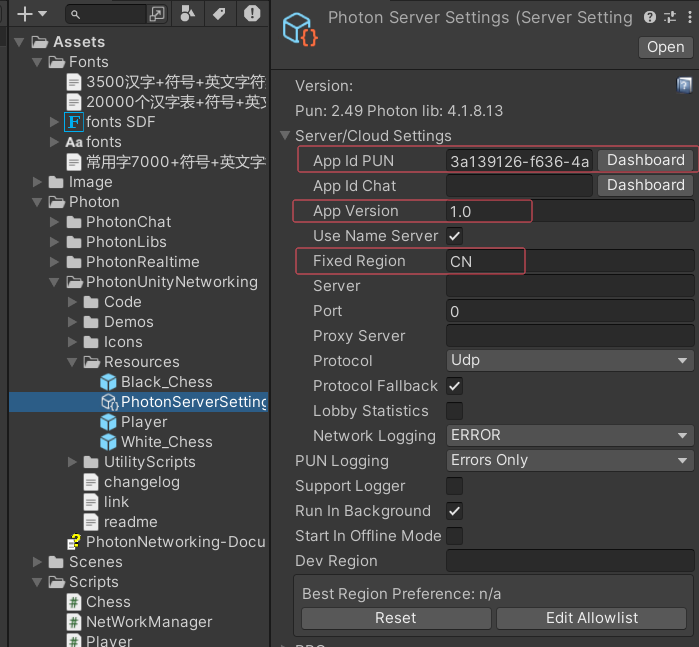 Assets
Fonts
3500汉字+符号+英文字符
20000个汉字表+符号+英文
fonts SDF
Aa fonts
常用字7000+符号+英文字
Image
Photon
PhotonChat
PhotonLibs
PhotonRealtime
PhotonUnityNetworking
Code
Demos
Icons
Resources
Black_Chess
PhotonServerSetting
Player
White_Chess
UtilityScripts
changelog
link
readme
PhotonNetworking-Docu
Scenes
Scripts
Chess
NetWorkManager
Player
Photon Server Settings (Server Setting
Open
Version:
Pun: 2.49 Photon lib: 4.1.8.13
Server/Cloud Settings
App Id PUN 3a139126-f636-4a Dashboard
App Id Chat Dashboard
App Version 1.0
Use Name Server
Fixed Region CN
Server
Port 0
Proxy Server
Protocol Udp
Protocol Fallback
Lobby Statistics
Network Logging ERROR
PUN Logging Errors Only
Support Logger
Run In Background
Start In Offline Mode
Dev Region
Best Region Preference: n/a
Reset Edit Allowlist